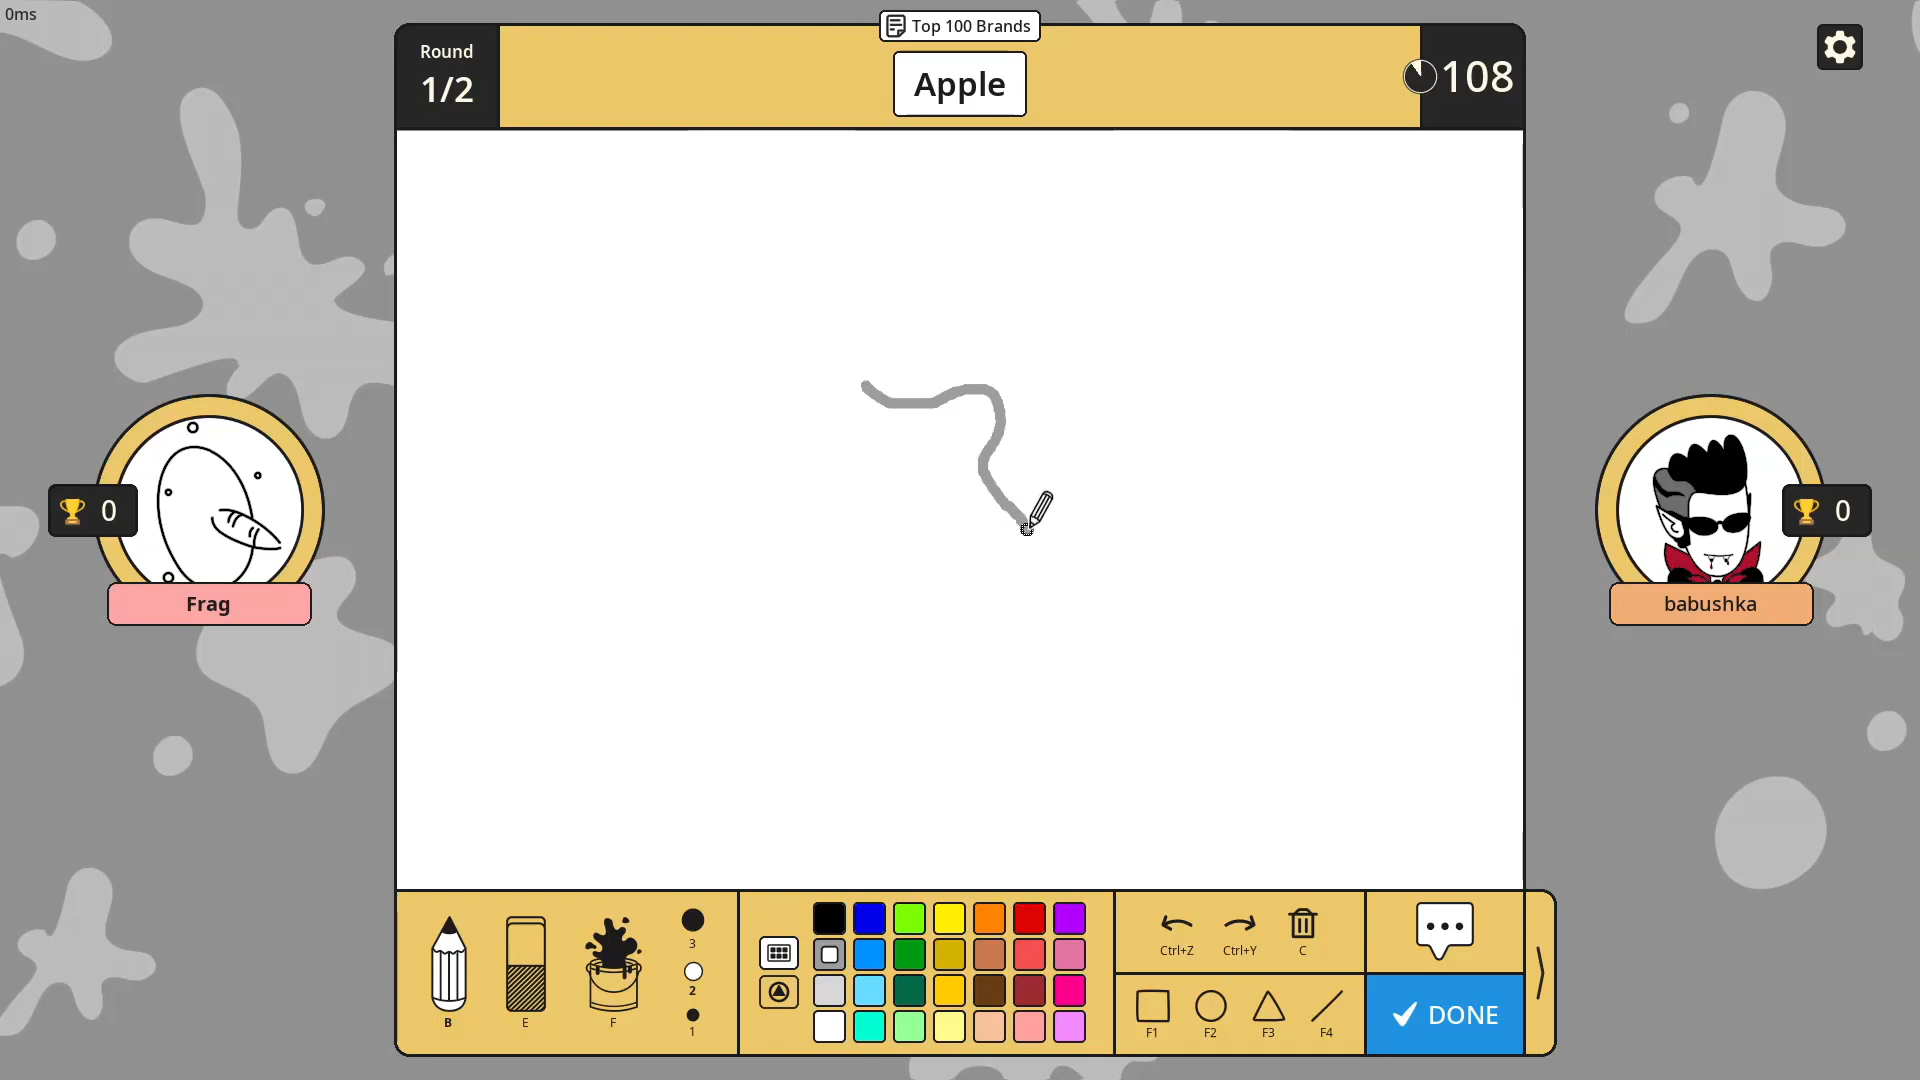 0ms
Top 100 Brands
Round
1/2
Apple
108
0
Frag
0
babushka
3
2
1
B
E
F
Ctrl+Z
Ctrl+Y
C
F1
F2
F3
F4
DONE